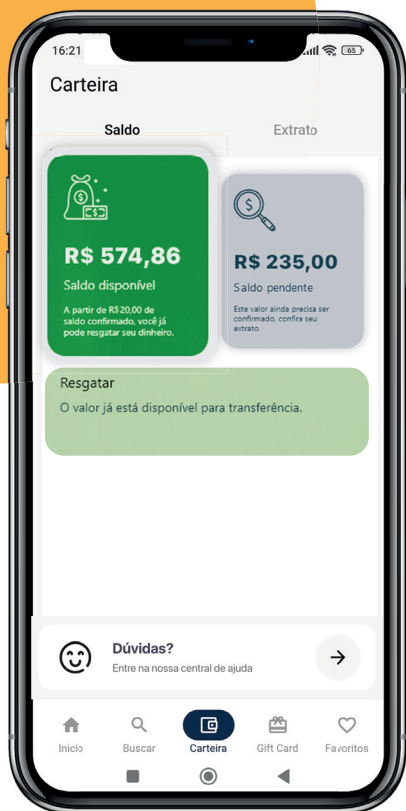 16:21
65
Carteira
Saldo
Extrato
R$ 574,86
Saldo disponível
A partir de R$20,00 de
saldo confirmado, você já
pode resgatar seu dinheiro.
R$ 235,00
Saldo pendente
Este valor ainda precisa ser
confirmado, confira seu
extrato.
Resgatar
O valor já está disponível para transferência.
Dúvidas?
Entre na nossa central de ajuda
Início
Buscar
Carteira
Gift Card
Favoritos